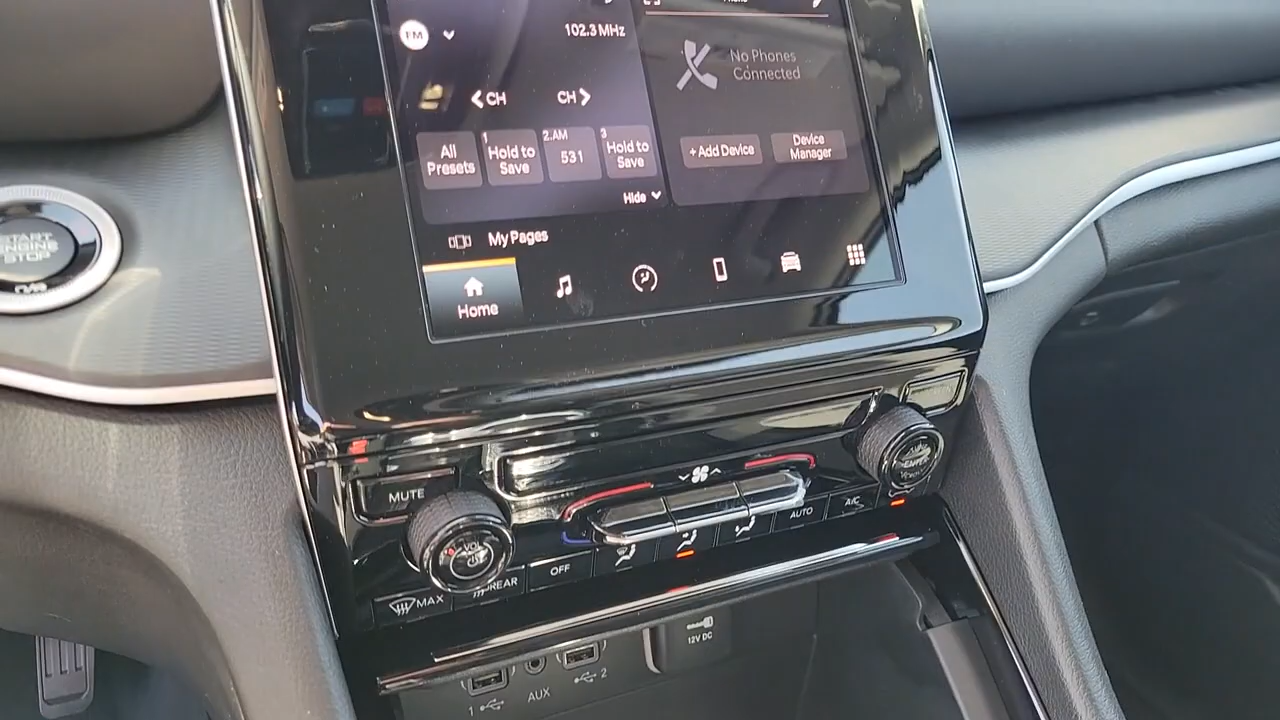 FM
102.3 MHz
CH
CH
All
Presets
1
Hold to
Save
2.AM
531
3
Hold to
Save
Hide
No Phones
Connected
+ Add Device
Device
Manager
My Pages
Home
START
ENGINE
STOP
MUTE
VOL
ENTER
MAX
REAR
OFF
AUTO
A/C
12V DC
1
AUX
2